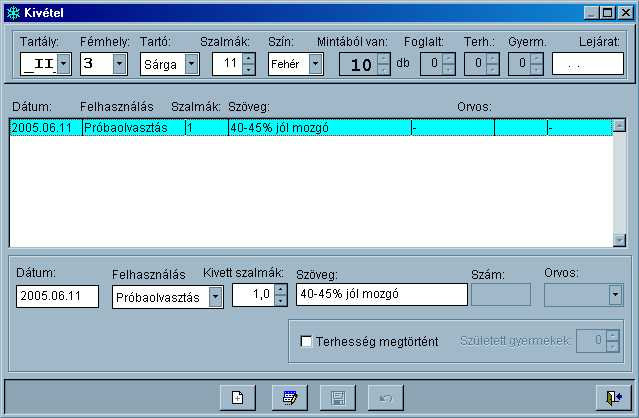 Kivétel
Tartály: Fémhely: Tartó: Szalmák: Szín: Mintából van: Foglalt: Terh.: Gyerm.: Lejárat:
_II_ 3 Sárga 11 Fehér 10 db 0 0 0 . .
Dátum: Felhasználás Szalmák: Szöveg: Orvos:
2005.06.11 Próbaolvasztás 1 40-45% jól mozgó - -
Dátum: Felhasználás Kivett szalmák: Szöveg: Szám: Orvos:
2005.06.11 Próbaolvasztás 1,0 40-45% jól mozgó
Terhesség megtörtént Született gyermekek: 0